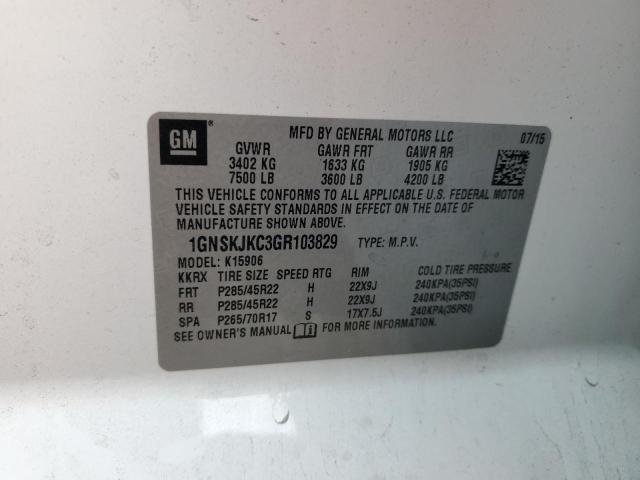 GM ®
MFD BY GENERAL MOTORS LLC 07/15
GVWR GAWR FRT GAWR RR
3402 KG 1633 KG 1905 KG
7500 LB 3600 LB 4200 LB
THIS VEHICLE CONFORMS TO ALL APPLICABLE U.S. FEDERAL MOTOR
VEHICLE SAFETY STANDARDS IN EFFECT ON THE DATE OF
MANUFACTURE SHOWN ABOVE.
1GNSKJKC3GR103829 TYPE: M.P.V.
MODEL: K15906
KKRX TIRE SIZE SPEED RTG RIM COLD TIRE PRESSURE
FRT P285/45R22 H 22X9J 240KPA(35PSI)
RR P285/45R22 H 22X9J 240KPA(35PSI)
SPA P265/70R17 S 17X7.5J 240KPA(35PSI)
SEE OWNER'S MANUAL FOR MORE INFORMATION.